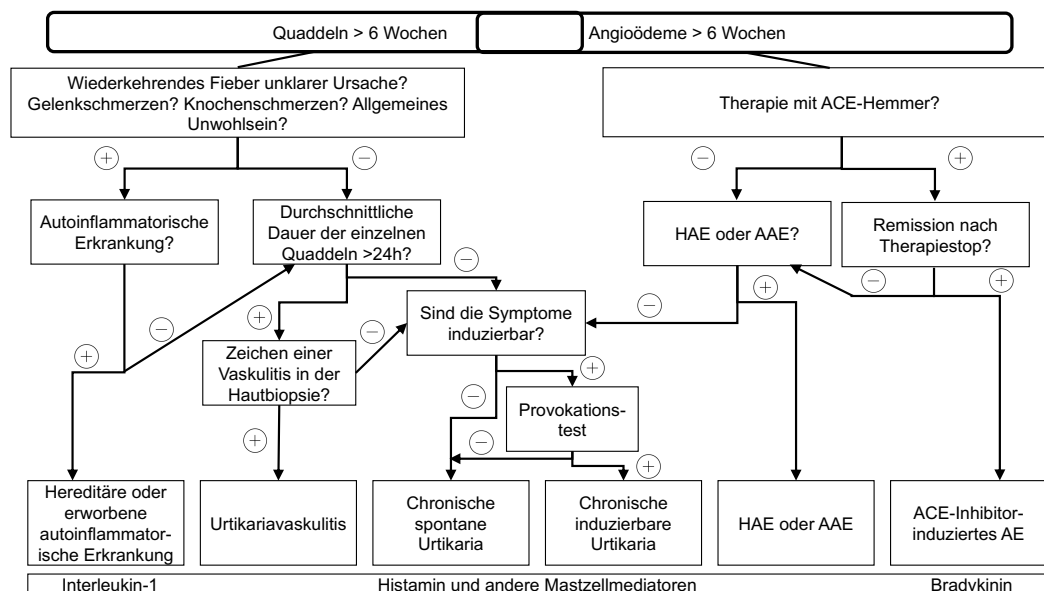 Quaddeln > 6 Wochen
Angioödeme > 6 Wochen
Wiederkehrendes Fieber unklarer Ursache?
Gelenkschmerzen? Knochenschmerzen? Allgemeines
Unwohlsein?
Therapie mit ACE-Hemmer?
+
−
−
+
Autoinflammatorische
Erkrankung?
Durchschnittliche
Dauer der einzelnen
Quaddeln >24h?
HAE oder AAE?
Remission nach
Therapiestop?
−
−
+
+
−
Sind die Symptome
induzierbar?
−
+
−
+
Zeichen einer
Vaskulitis in der
Hautbiopsie?
−
+
Provokations-
test
−
+
−
+
Hereditäre oder
erworbene
autoinflammator-
ische Erkrankung
Urtikariavaskulitis
Chronische
spontane
Urtikaria
Chronische
induzierbare
Urtikaria
HAE oder AAE
ACE-Inhibitor-
induziertes AE
Interleukin-1
Histamin und andere Mastzellmediatoren
Bradykinin